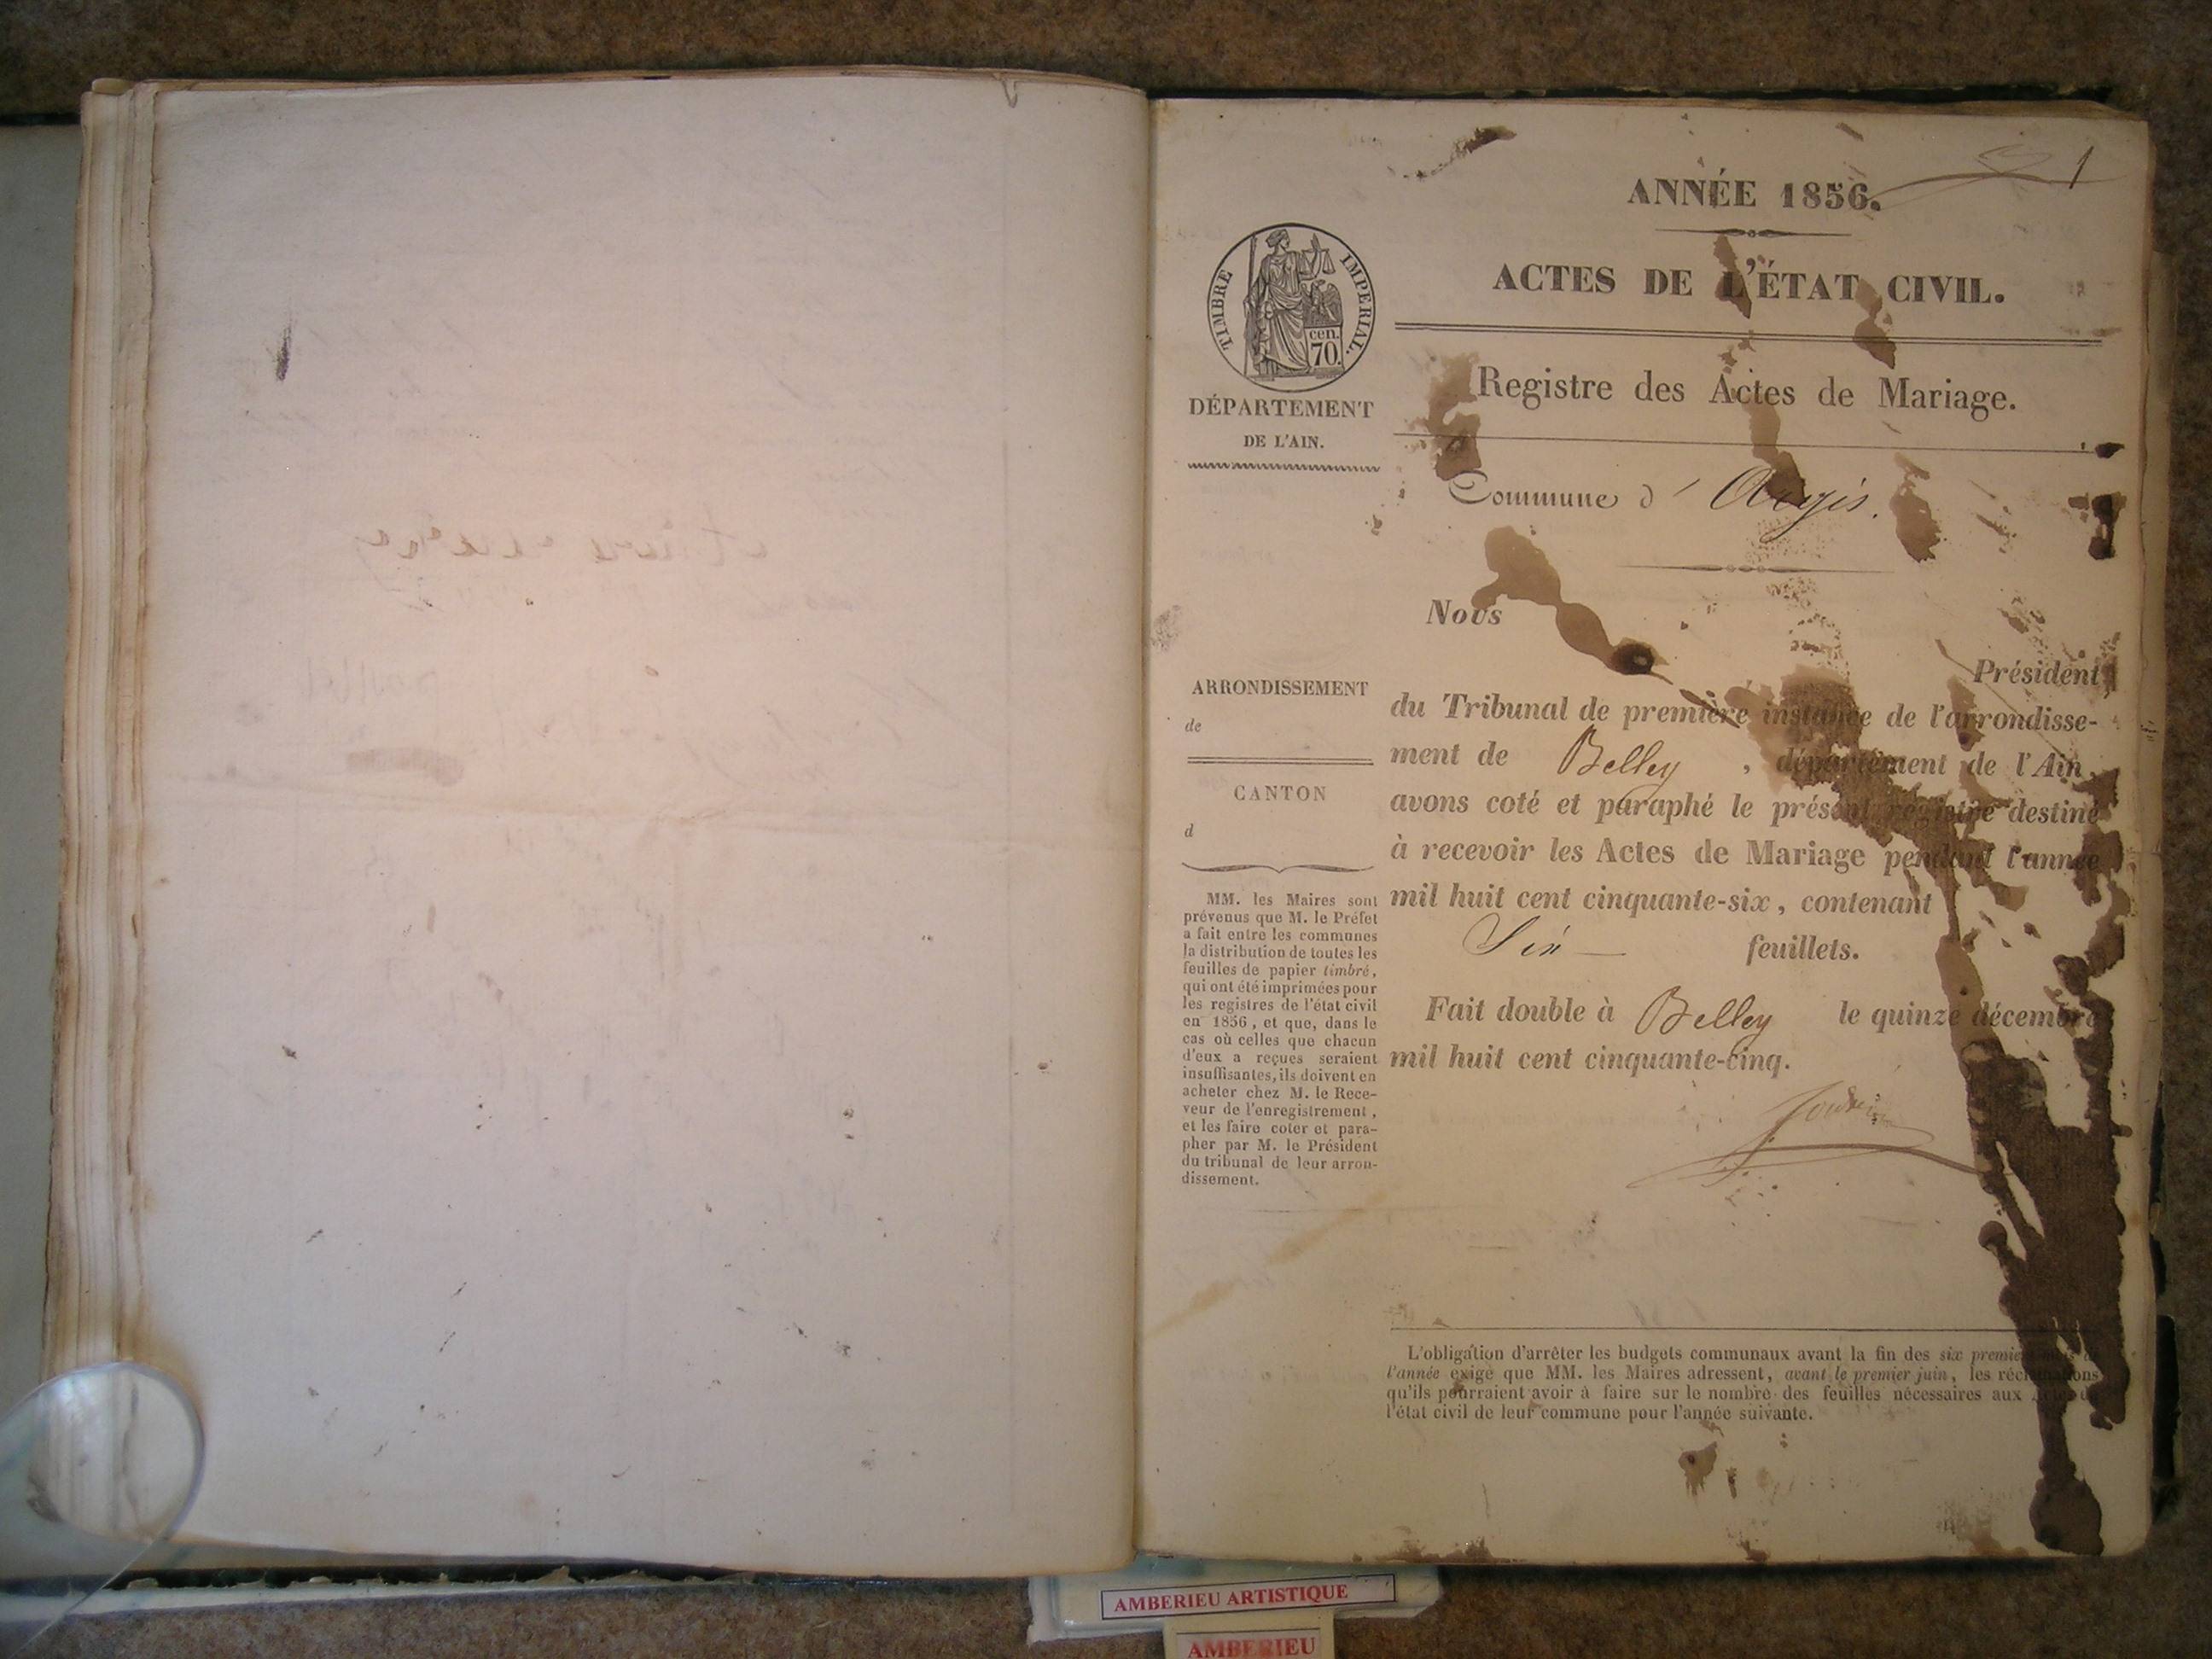 1
ANNÉE 1856.
ACTES DE L'ÉTAT CIVIL.
TIMBRE IMPERIAL.
cen.
70.
DÉPARTEMENT
DE L'AIN.
Registre des Actes de Mariage.
Commune d' Argis.
Nous
Président
du Tribunal de première instance de l'arrondisse-
ment de Belley, département de l'Ain,
avons coté et paraphé le présent registre destiné
à recevoir les Actes de Mariage pendant l'année
mil huit cent cinquante-six, contenant
Six feuillets.
Fait double à Belley le quinze décembre
mil huit cent cinquante-cinq.
ARRONDISSEMENT
de
CANTON
d
MM. les Maires sont
prévenus que M. le Préfet
a fait entre les communes
la distribution de toutes les
feuilles de papier timbré,
qui ont été imprimées pour
les registres de l'état civil
en 1856, et que, dans le
cas où celles que chacun
d'eux a reçues seraient
insuffisantes, ils doivent en
acheter chez M. le Rece-
veur de l'enregistrement,
et les faire coter et para-
pher par M. le Président
du tribunal de leur arron-
dissement.
L'obligation d'arrêter les budgets communaux avant la fin des six premiers mois de
l'année exige que MM. les Maires adressent, avant le premier juin, les réclamations
qu'ils pourraient avoir à faire sur le nombre des feuilles nécessaires aux Actes de
l'état civil de leur commune pour l'année suivante.
AMBERIEU ARTISTIQUE
AMBERIEU